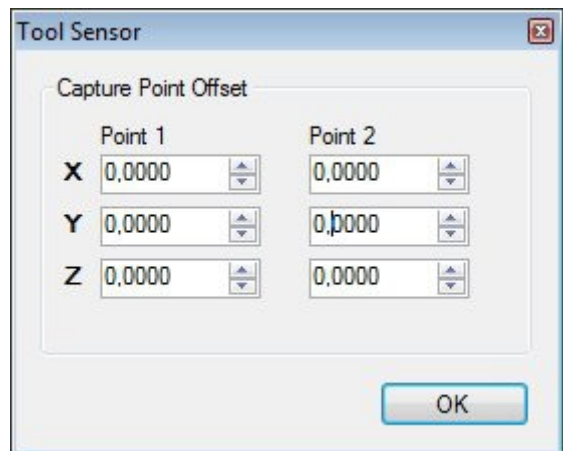 Tool Sensor
Capture Point Offset
Point 1 Point 2
X 0,0000 0,0000
Y 0,0000 0,0000
Z 0,0000 0,0000
OK